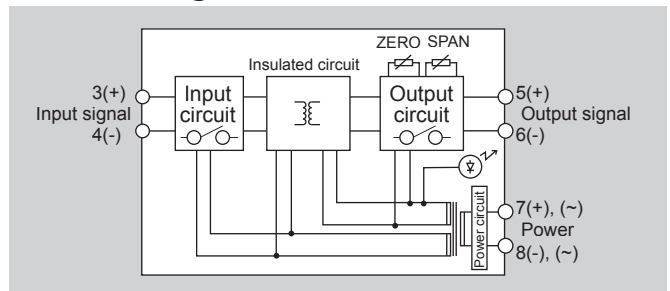 ZERO SPAN
Insulated circuit
3(+)
Input signal
4(-)
Input
circuit
Output
circuit
5(+)
Output signal
6(-)
Power circuit
7(+), (~)
Power
8(-), (~)